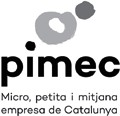 pimec
Micro, petita i mitjana
empresa de Catalunya